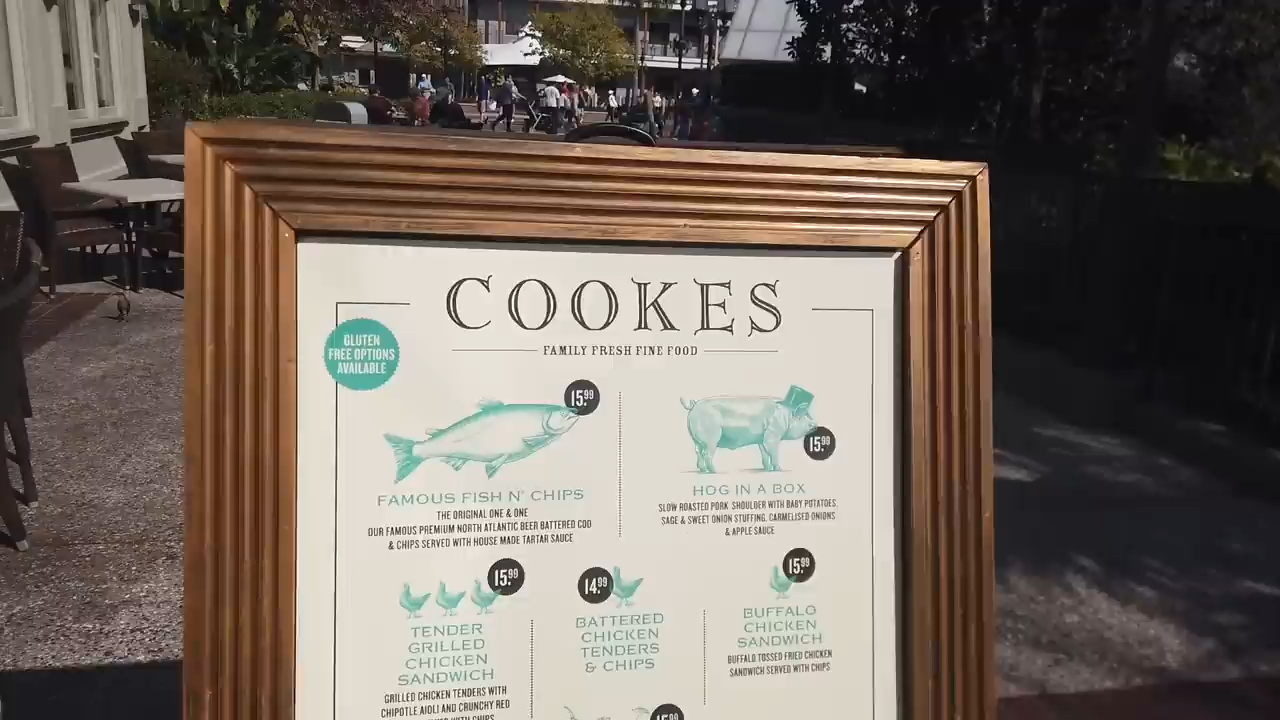 COOKES
FAMILY FRESH FINE FOOD
GLUTEN
FREE OPTIONS
AVAILABLE
15.99
FAMOUS FISH N' CHIPS
THE ORIGINAL ONE & ONE
OUR FAMOUS PREMIUM NORTH ATLANTIC BEER BATTERED COD
& CHIPS SERVED WITH HOUSE MADE TARTAR SAUCE
15.99
HOG IN A BOX
SLOW ROASTED PORK SHOULDER WITH BABY POTATOES,
SAGE & SWEET ONION STUFFING, CARMELISED ONIONS
& APPLE SAUCE
15.99
TENDER
GRILLED
CHICKEN
SANDWICH
GRILLED CHICKEN TENDERS WITH
CHIPOTLE AIOLI AND CRUNCHY RED
WITH CHIPS
14.99
BATTERED
CHICKEN
TENDERS
& CHIPS
15.99
BUFFALO
CHICKEN
SANDWICH
BUFFALO TOSSED FRIED CHICKEN
SANDWICH SERVED WITH CHIPS
15.99